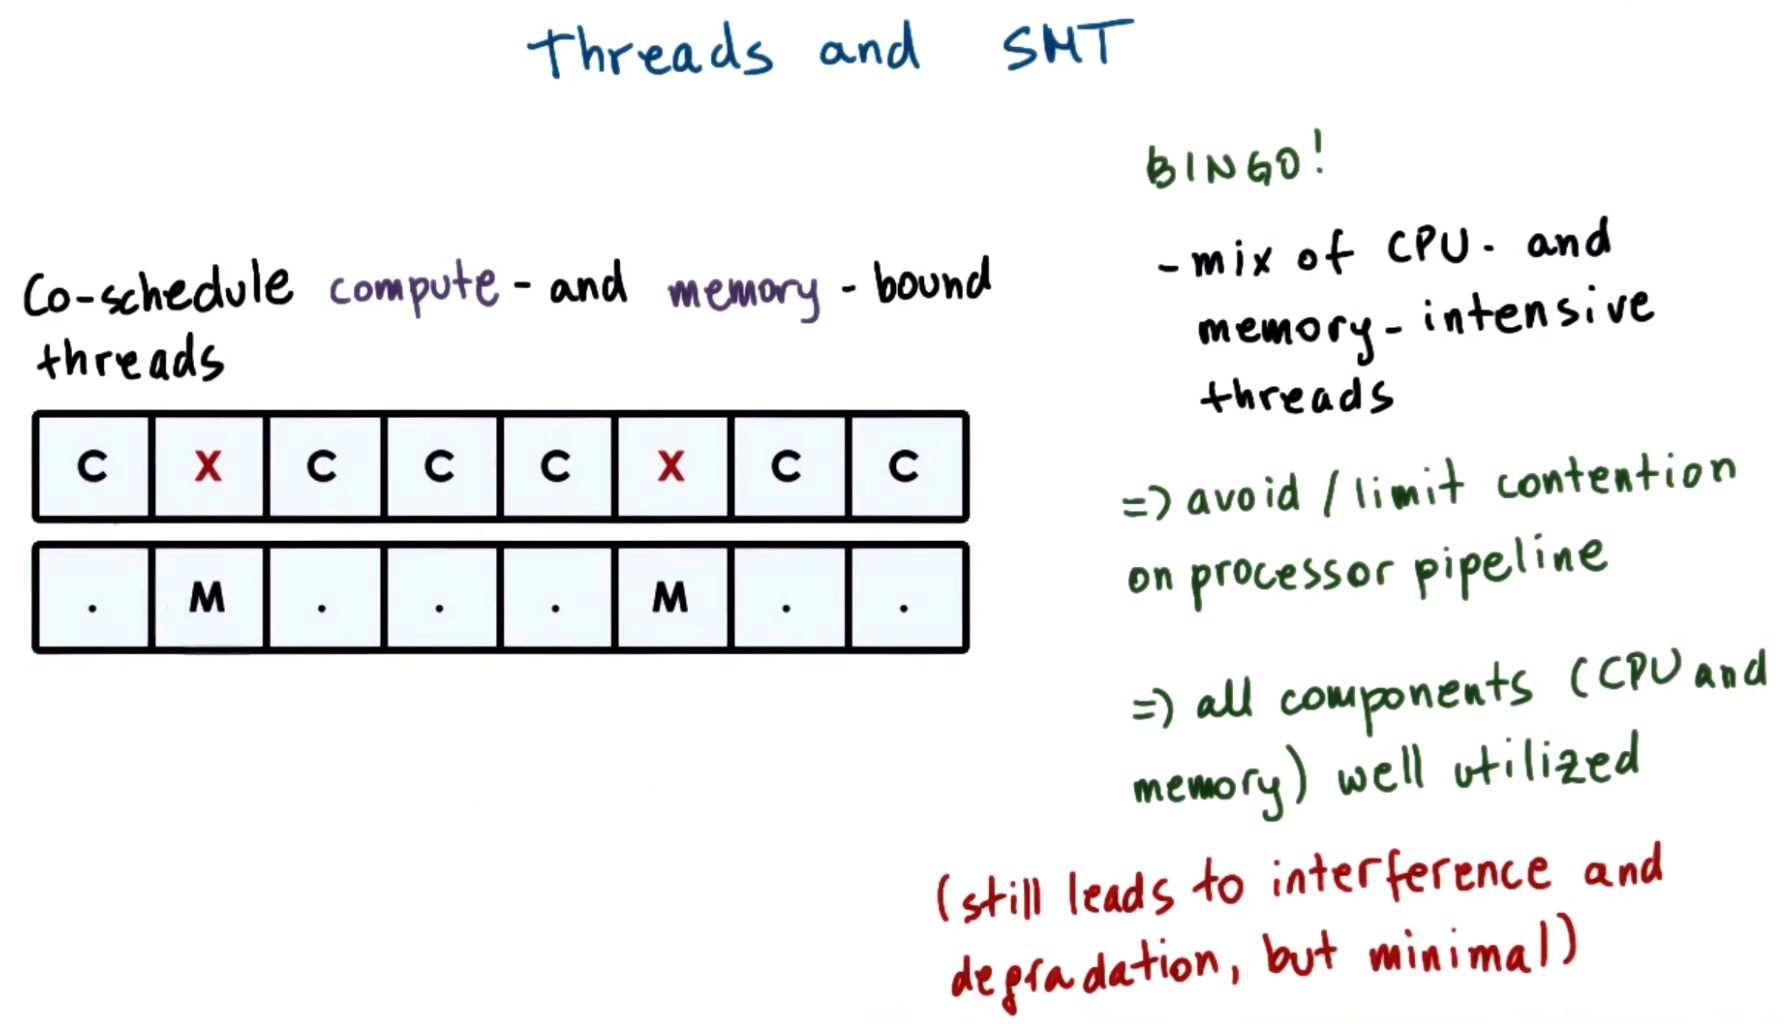 Threads and SMT
Co-schedule compute - and memory - bound
threads
C X C C C X C C
. M . . . M . .
BINGO!
- mix of CPU - and
memory - intensive
threads
=> avoid / limit contention
on processor pipeline
=> all components (CPU and
memory) well utilized
(still leads to interference and
degradation, but minimal)